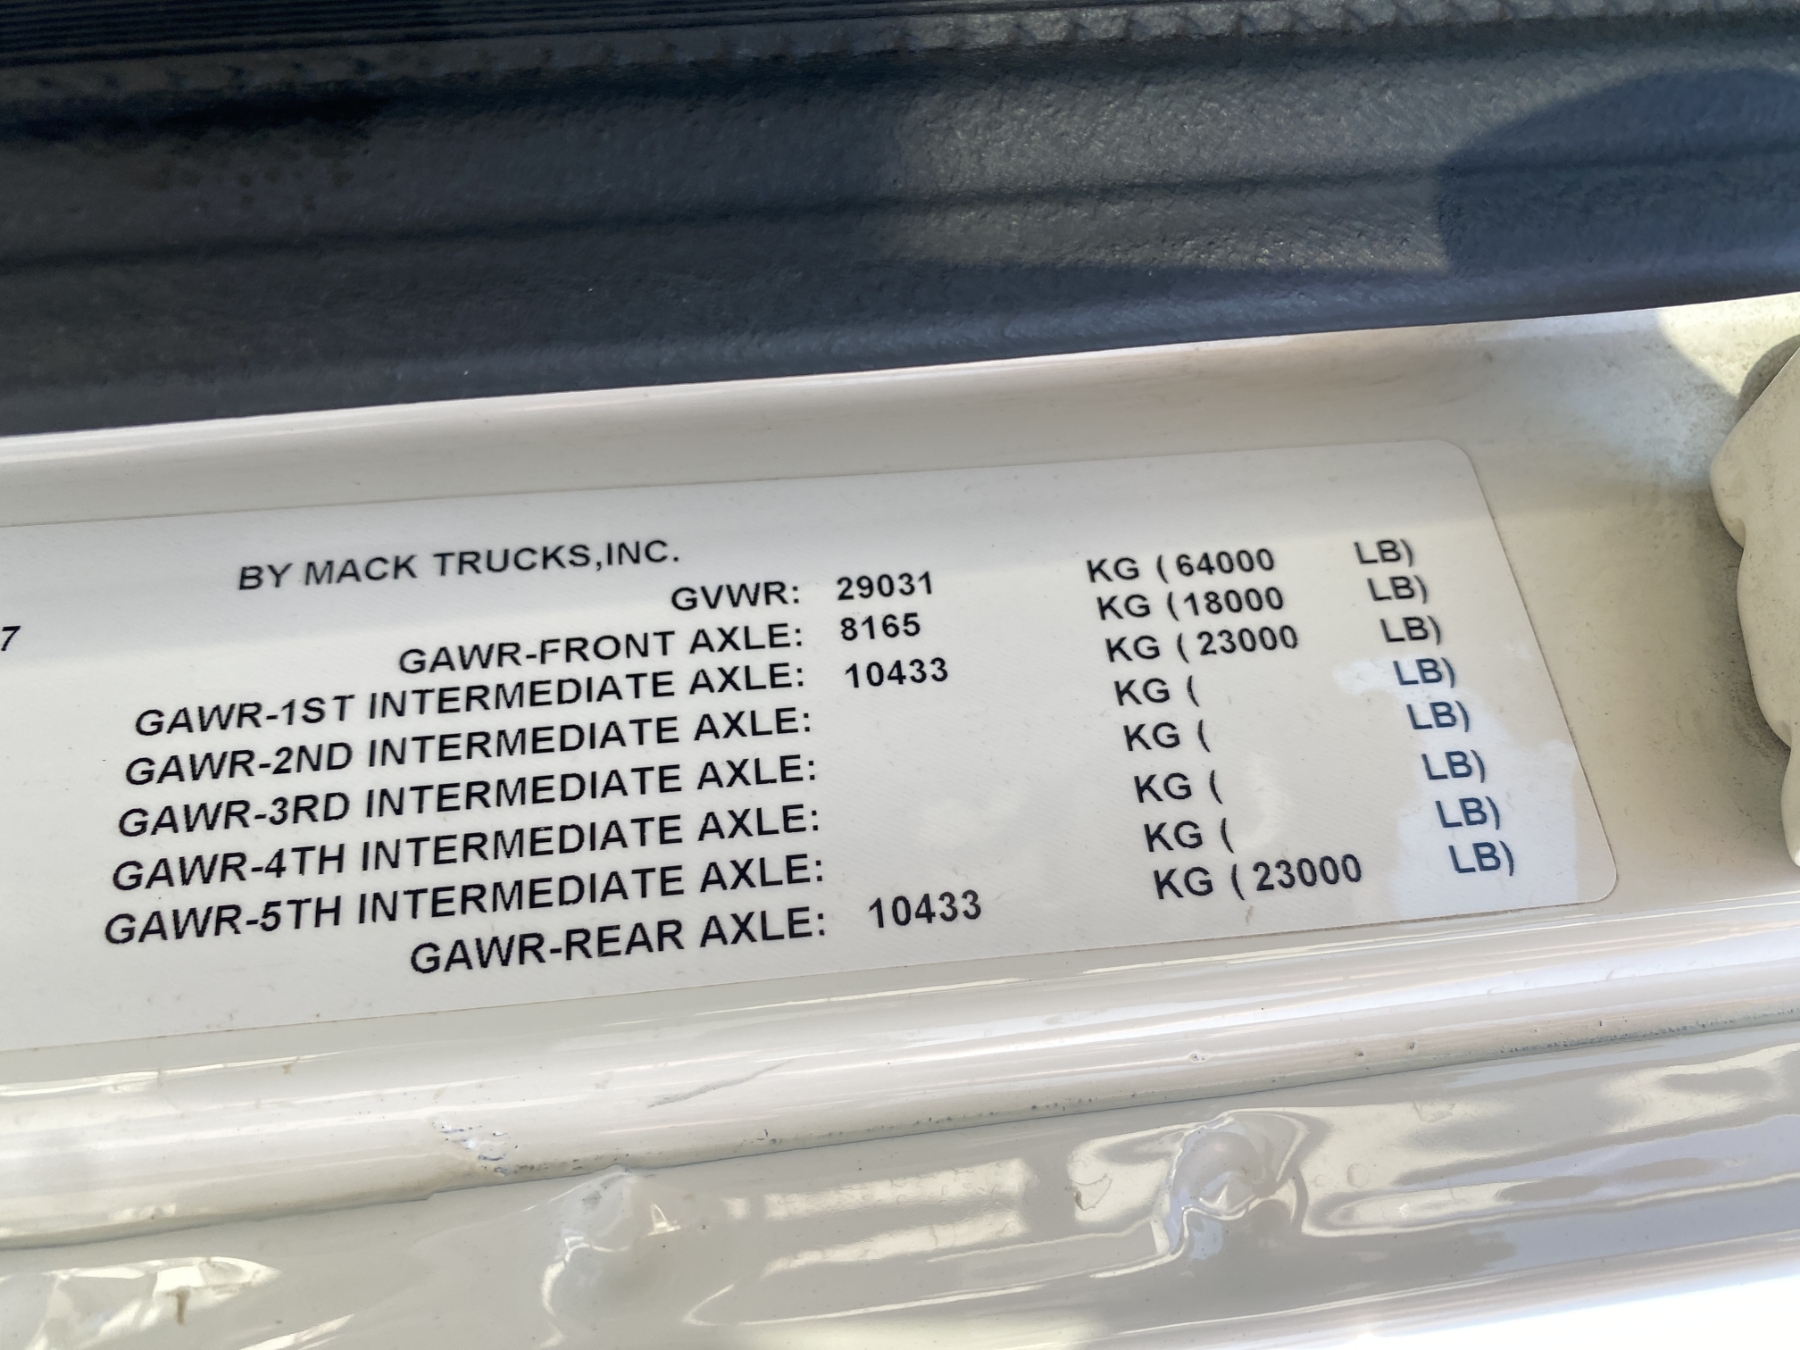 BY MACK TRUCKS,INC.
7
GVWR: 29031 KG (64000 LB)
GAWR-FRONT AXLE: 8165 KG (18000 LB)
GAWR-1ST INTERMEDIATE AXLE: 10433 KG (23000 LB)
GAWR-2ND INTERMEDIATE AXLE: KG ( LB)
GAWR-3RD INTERMEDIATE AXLE: KG ( LB)
GAWR-4TH INTERMEDIATE AXLE: KG ( LB)
GAWR-5TH INTERMEDIATE AXLE: KG ( LB)
GAWR-REAR AXLE: 10433 KG (23000 LB)